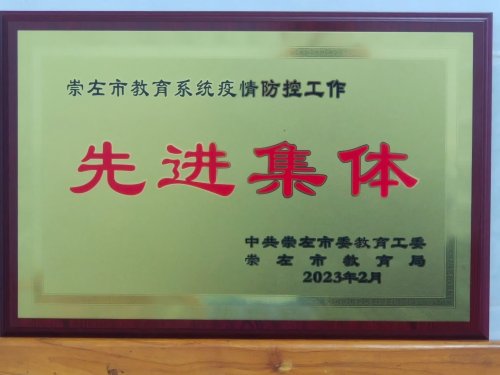 崇左市教育系统疫情防控工作
先进集体
中共崇左市委教育工委
崇左市教育局
2023年2月